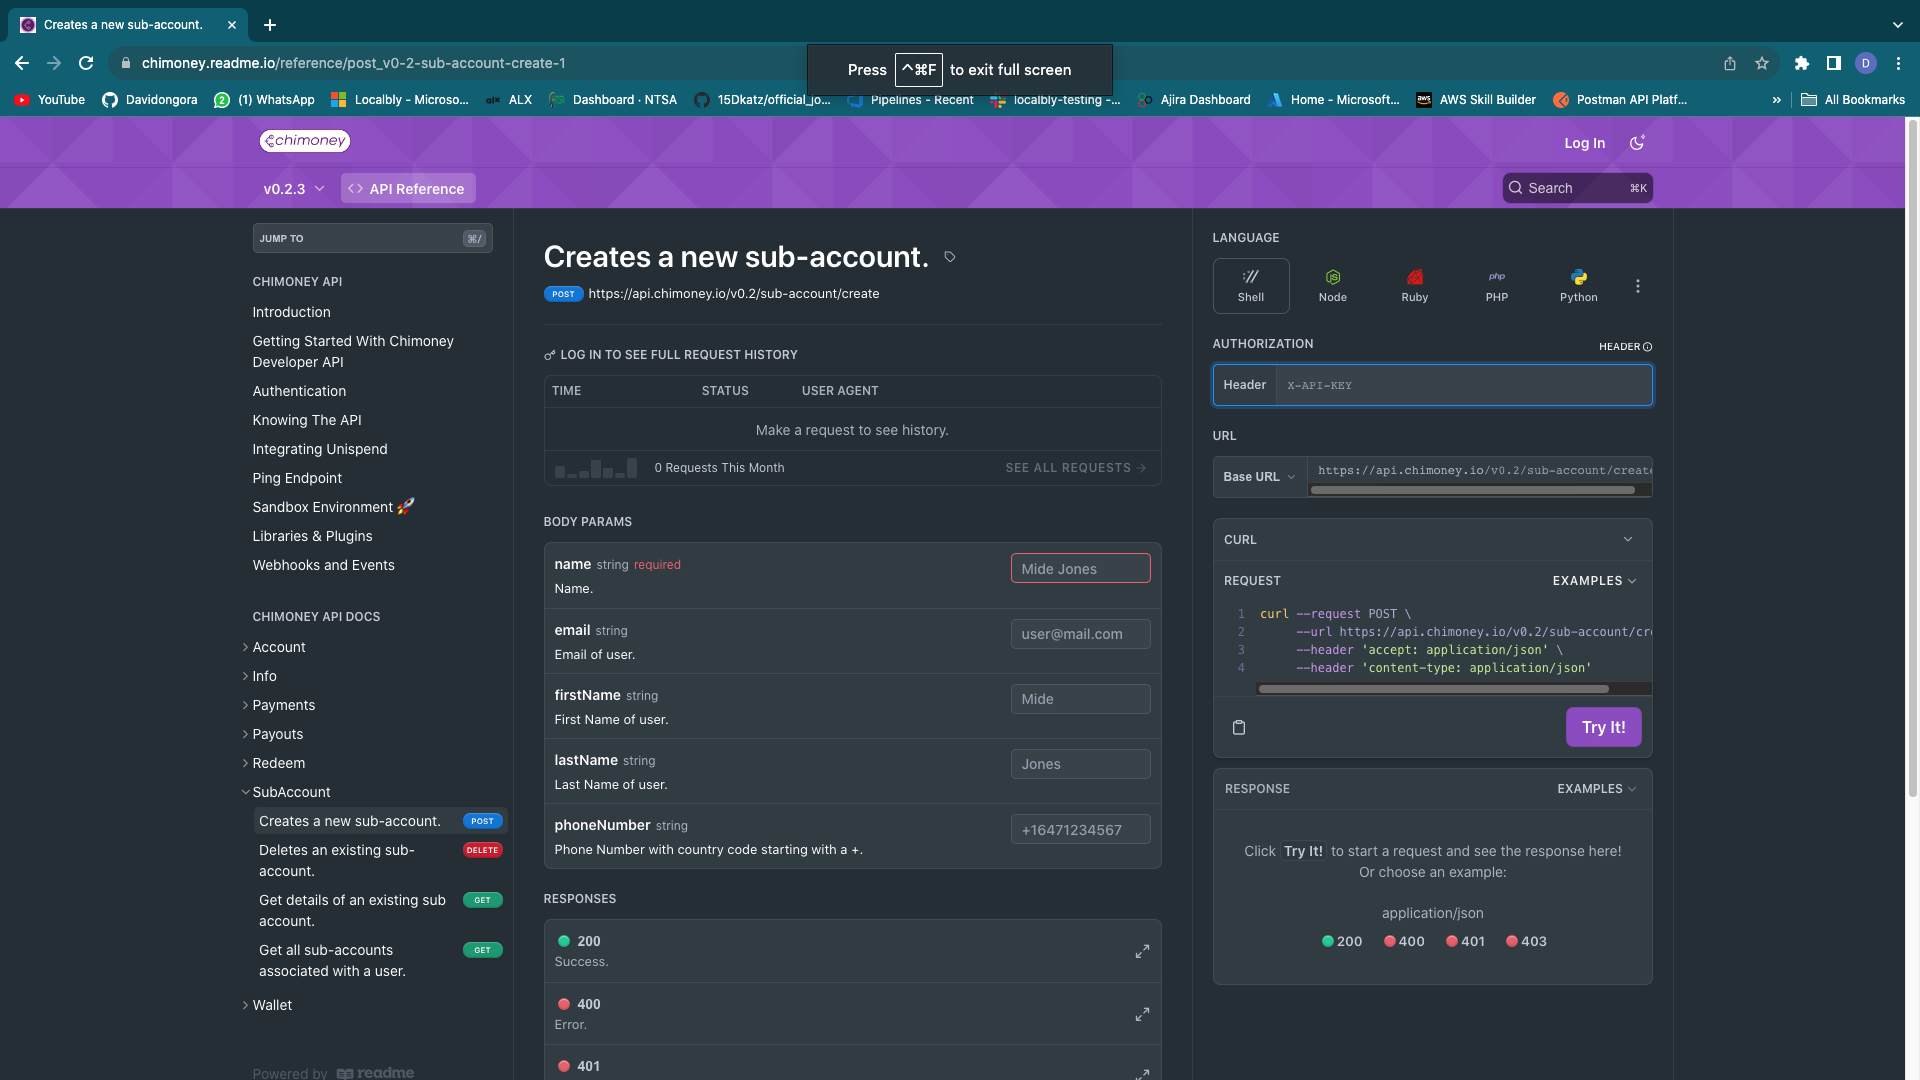 Creates a new sub-account.
chimoney.readme.io/reference/post_v0-2-sub-account-create-1
Press ^⌘F to exit full screen
D
YouTube
Davidongora
(1) WhatsApp
Localbly - Microso...
ALX
Dashboard · NTSA
15Dkatz/official_jo...
Pipelines - Recent
localbly-testing -...
Ajira Dashboard
Home - Microsoft...
AWS Skill Builder
Postman API Platf...
»
All Bookmarks
chimoney
Log In
v0.2.3
API Reference
Search
⌘K
JUMP TO
⌘/
CHIMONEY API
Introduction
Getting Started With Chimoney
Developer API
Authentication
Knowing The API
Integrating Unispend
Ping Endpoint
Sandbox Environment 🚀
Libraries & Plugins
Webhooks and Events
CHIMONEY API DOCS
Account
Info
Payments
Payouts
Redeem
SubAccount
Creates a new sub-account. POST
Deletes an existing sub- DELETE
account.
Get details of an existing sub GET
account.
Get all sub-accounts GET
associated with a user.
Wallet
Powered by readme
Creates a new sub-account.
POST https://api.chimoney.io/v0.2/sub-account/create
LOG IN TO SEE FULL REQUEST HISTORY
TIME STATUS USER AGENT
Make a request to see history.
0 Requests This Month
SEE ALL REQUESTS →
BODY PARAMS
name string required
Name.
Mide Jones
email string
Email of user.
user@mail.com
firstName string
First Name of user.
Mide
lastName string
Last Name of user.
Jones
phoneNumber string
Phone Number with country code starting with a +.
+16471234567
RESPONSES
200
Success.
400
Error.
401
LANGUAGE
Shell
Node
Ruby
php
PHP
Python
AUTHORIZATION
HEADER
Header
X-API-KEY
URL
Base URL
https://api.chimoney.io/v0.2/sub-account/create
CURL
REQUEST
EXAMPLES
1 curl --request POST \
2 --url https://api.chimoney.io/v0.2/sub-account/cr
3 --header 'accept: application/json' \
4 --header 'content-type: application/json'
Try It!
RESPONSE
EXAMPLES
Click Try It! to start a request and see the response here!
Or choose an example:
application/json
200 400 401 403